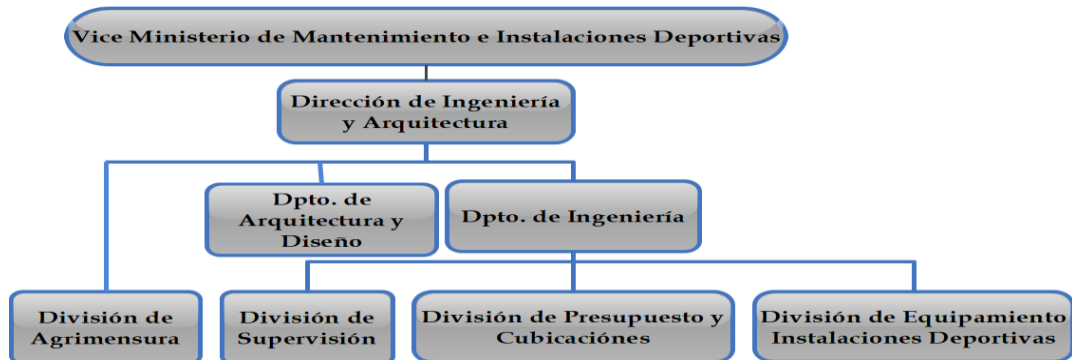 Vice Ministerio de Mantenimiento e Instalaciones Deportivas
Dirección de Ingeniería
y Arquitectura
Dpto. de
Arquitectura y
Diseño
Dpto. de Ingeniería
División de
Agrimensura
División de
Supervisión
División de Presupuesto y
Cubicaciónes
División de Equipamiento
Instalaciones Deportivas